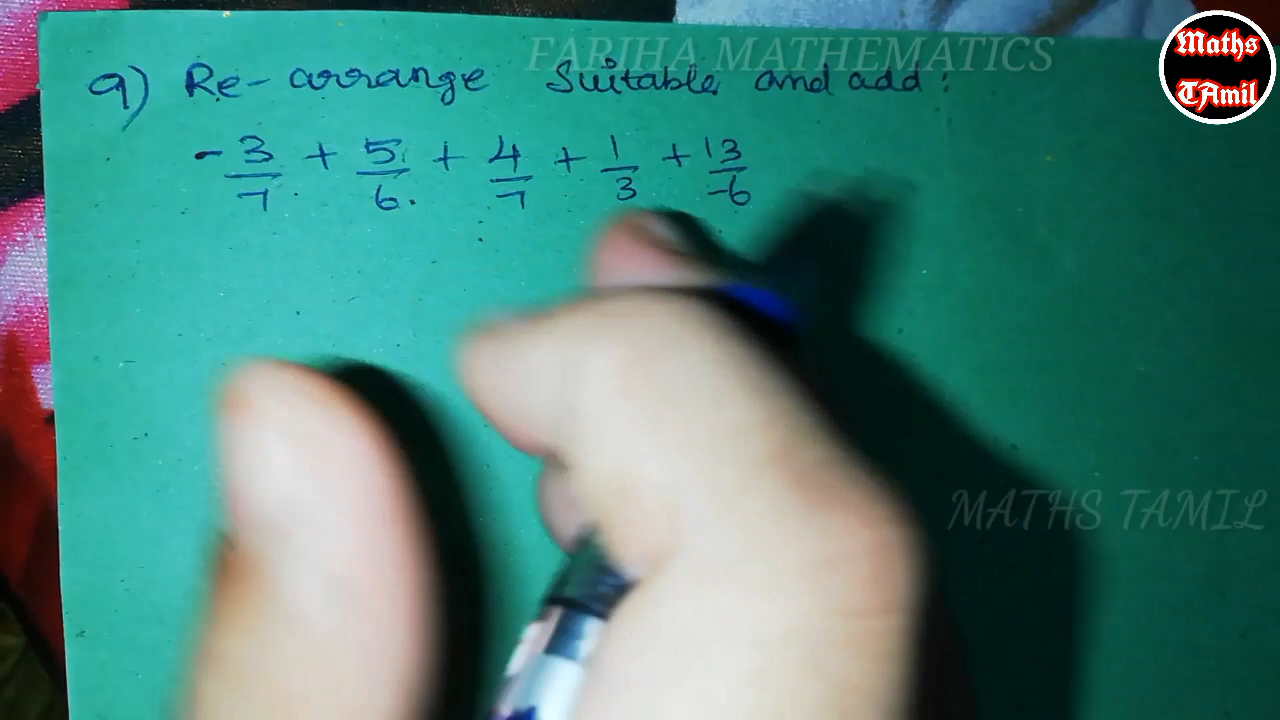 FARIHA MATHEMATICS
Maths
TAmil
9) Re-arrange Suitable and add:
-3/7 + 5/6 + 4/7 + 1/3 + 13/-6
MATHS TAMIL